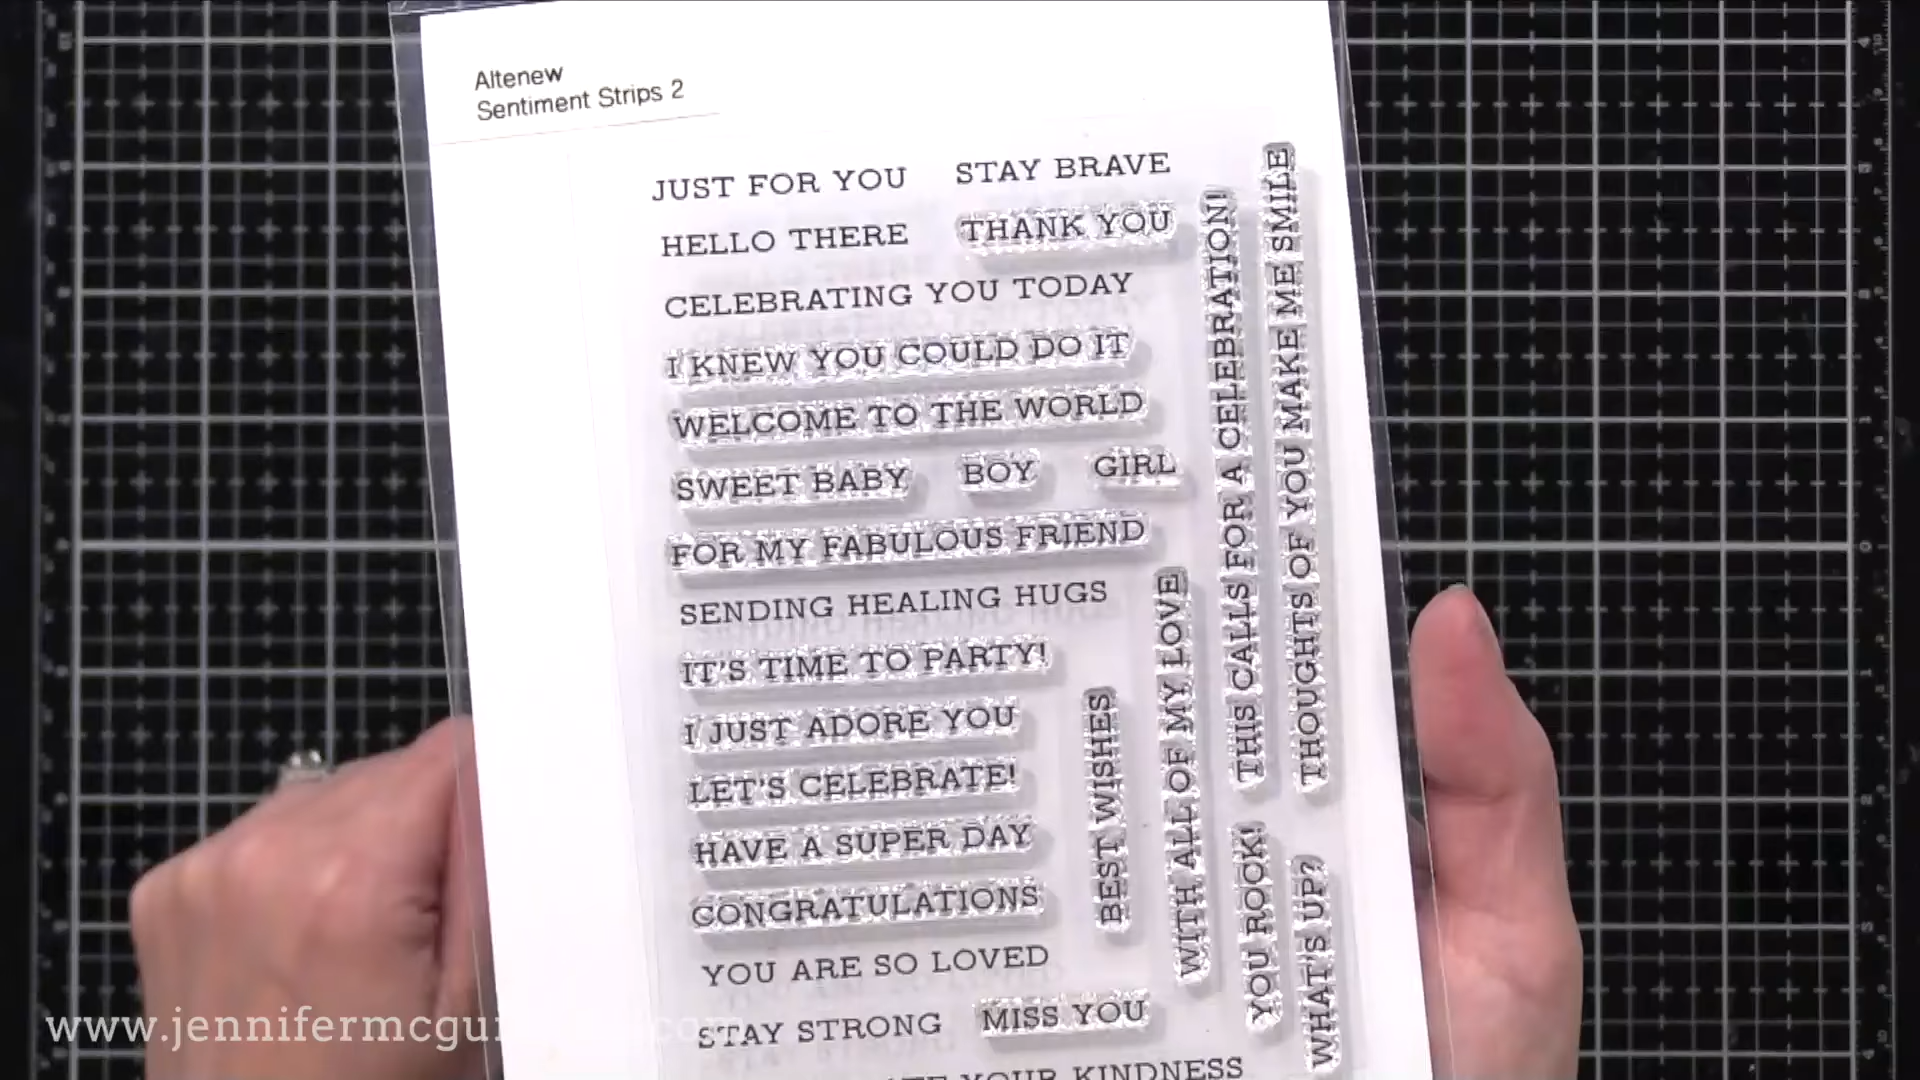 Altenew
Sentiment Strips 2
JUST FOR YOU
STAY BRAVE
HELLO THERE
THANK YOU
CELEBRATING YOU TODAY
I KNEW YOU COULD DO IT
WELCOME TO THE WORLD
SWEET BABY
BOY
GIRL
FOR MY FABULOUS FRIEND
SENDING HEALING HUGS
IT'S TIME TO PARTY!
I JUST ADORE YOU
LET'S CELEBRATE!
HAVE A SUPER DAY
CONGRATULATIONS
YOU ARE SO LOVED
STAY STRONG
MISS YOU
YOUR KINDNESS
BEST WISHES
WITH ALL OF MY LOVE
THIS CALLS FOR A CELEBRATION!
THOUGHTS OF YOU MAKE ME SMILE
YOU ROCK!
WHAT'S UP?